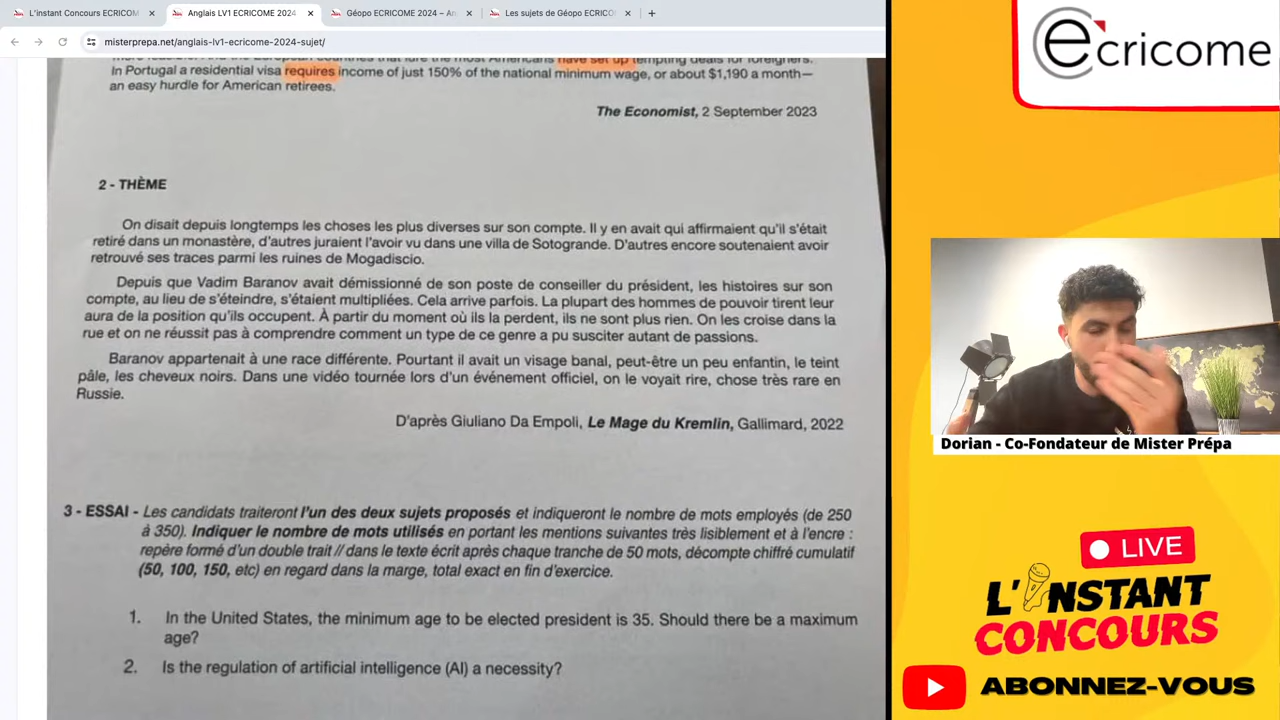 L'instant Concours ECRICOM
Anglais LV1 ECRICOME 2024
Géopo ECRICOME 2024 – An
Les sujets de Géopo ECRICO
misterprepa.net/anglais-lv1-ecricome-2024-sujet/
have set up tempting deals for foreigners.
In Portugal a residential visa requires income of just 150% of the national minimum wage, or about $1,190 a month—
an easy hurdle for American retirees.
The Economist, 2 September 2023
2 - THÈME
On disait depuis longtemps les choses les plus diverses sur son compte. Il y en avait qui affirmaient qu'il s'était
retiré dans un monastère, d'autres juraient l'avoir vu dans une villa de Sotogrande. D'autres encore soutenaient avoir
retrouvé ses traces parmi les ruines de Mogadiscio.
Depuis que Vadim Baranov avait démissionné de son poste de conseiller du président, les histoires sur son
compte, au lieu de s'éteindre, s'étaient multipliées. Cela arrive parfois. La plupart des hommes de pouvoir tirent leur
aura de la position qu'ils occupent. À partir du moment où ils la perdent, ils ne sont plus rien. On les croise dans la
rue et on ne réussit pas à comprendre comment un type de ce genre a pu susciter autant de passions.
Baranov appartenait à une race différente. Pourtant il avait un visage banal, peut-être un peu enfantin, le teint
pâle, les cheveux noirs. Dans une vidéo tournée lors d'un événement officiel, on le voyait rire, chose très rare en
Russie.
D'après Giuliano Da Empoli, Le Mage du Kremlin, Gallimard, 2022
3 - ESSAI - Les candidats traiteront l'un des deux sujets proposés et indiqueront le nombre de mots employés (de 250
à 350). Indiquer le nombre de mots utilisés en portant les mentions suivantes très lisiblement et à l'encre :
repère formé d'un double trait // dans le texte écrit après chaque tranche de 50 mots, décompte chiffré cumulatif
(50, 100, 150, etc) en regard dans la marge, total exact en fin d'exercice.
1. In the United States, the minimum age to be elected president is 35. Should there be a maximum
age?
2. Is the regulation of artificial intelligence (AI) a necessity?
écricome
Dorian - Co-Fondateur de Mister Prépa
LIVE
L'INSTANT
CONCOURS
ABONNEZ-VOUS